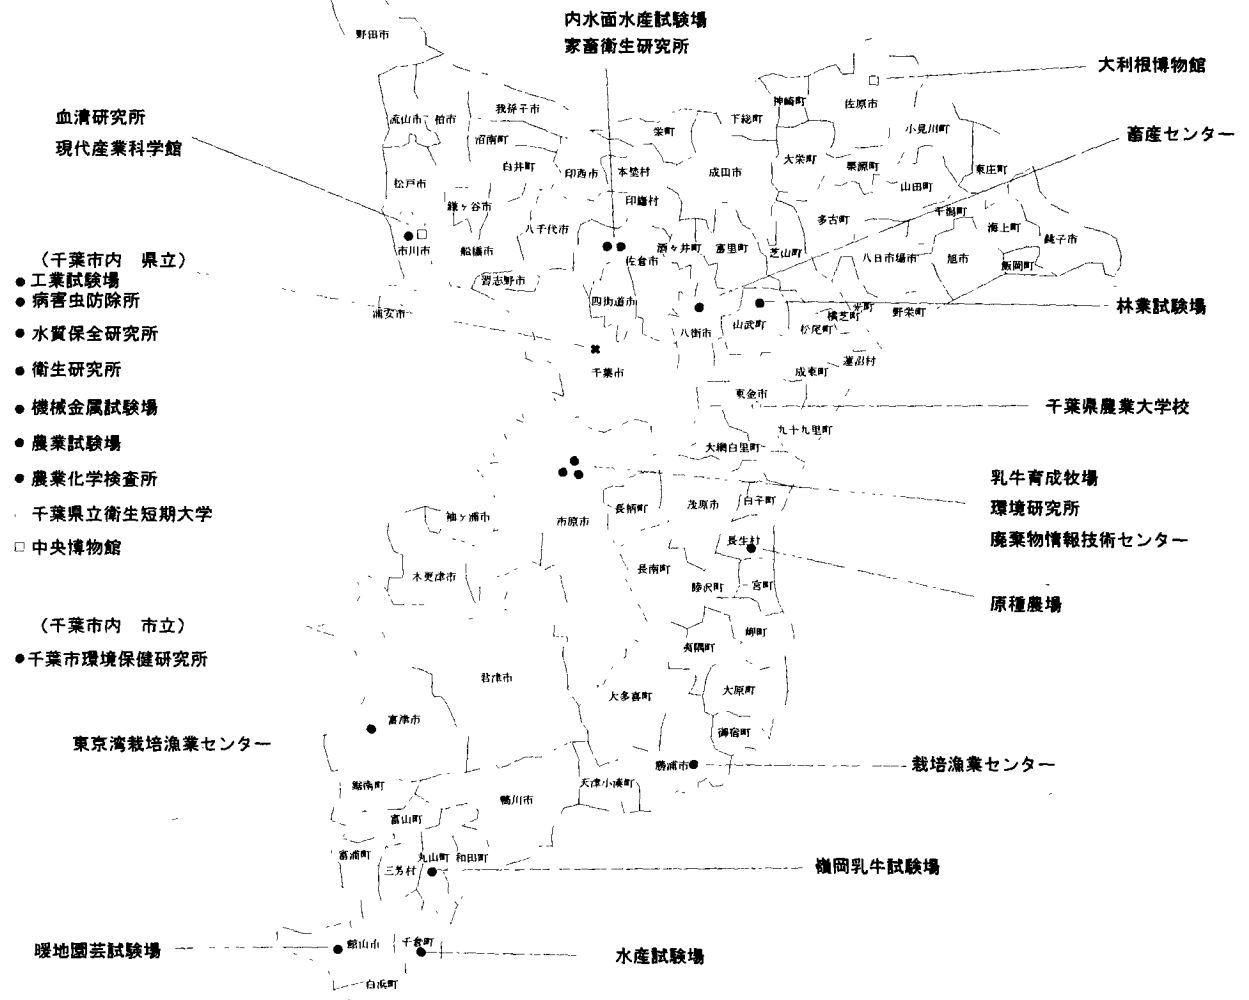 内水面水産試験場
家畜衛生研究所
野田市
大利根博物館
神崎町
佐原市
血清研究所
現代産業科学館
流山市
柏市
我孫子市
沼南町
栄町
下総町
小見川町
畜産センター
白井町
印西市
本埜村
成田市
大栄町
栗源町
山田町
東庄町
松戸市
鎌ヶ谷市
印旛村
多古町
干潟町
海上町
銚子市
市川市
船橋市
八千代市
佐倉市
酒々井町
富里町
芝山町
八日市場市
旭市
飯岡町
(千葉市内 県立)
●工業試験場
●病害虫防除所
●水質保全研究所
●衛生研究所
●機械金属試験場
●農業試験場
●農業化学検査所
千葉県立衛生短期大学
□中央博物館
習志野市
浦安市
四街道市
八街市
山武町
横芝町
光町
野栄町
林業試験場
松尾町
千葉市
成東町
蓮沼村
東金市
千葉県農業大学校
九十九里町
大網白里町
乳牛育成牧場
環境研究所
廃棄物情報技術センター
袖ヶ浦市
市原市
長柄町
茂原市
白子町
長生村
木更津市
長南町
睦沢町
宮町
原種農場
(千葉市内 市立)
●千葉市環境保健研究所
夷隅町
岬町
君津市
大多喜町
大原町
富津市
御宿町
東京湾栽培漁業センター
勝浦市
栽培漁業センター
鋸南町
天津小湊町
鴨川市
富山町
富浦町
三芳村
丸山町
和田町
嶺岡乳牛試験場
暖地園芸試験場
館山市
千倉町
水産試験場
白浜町